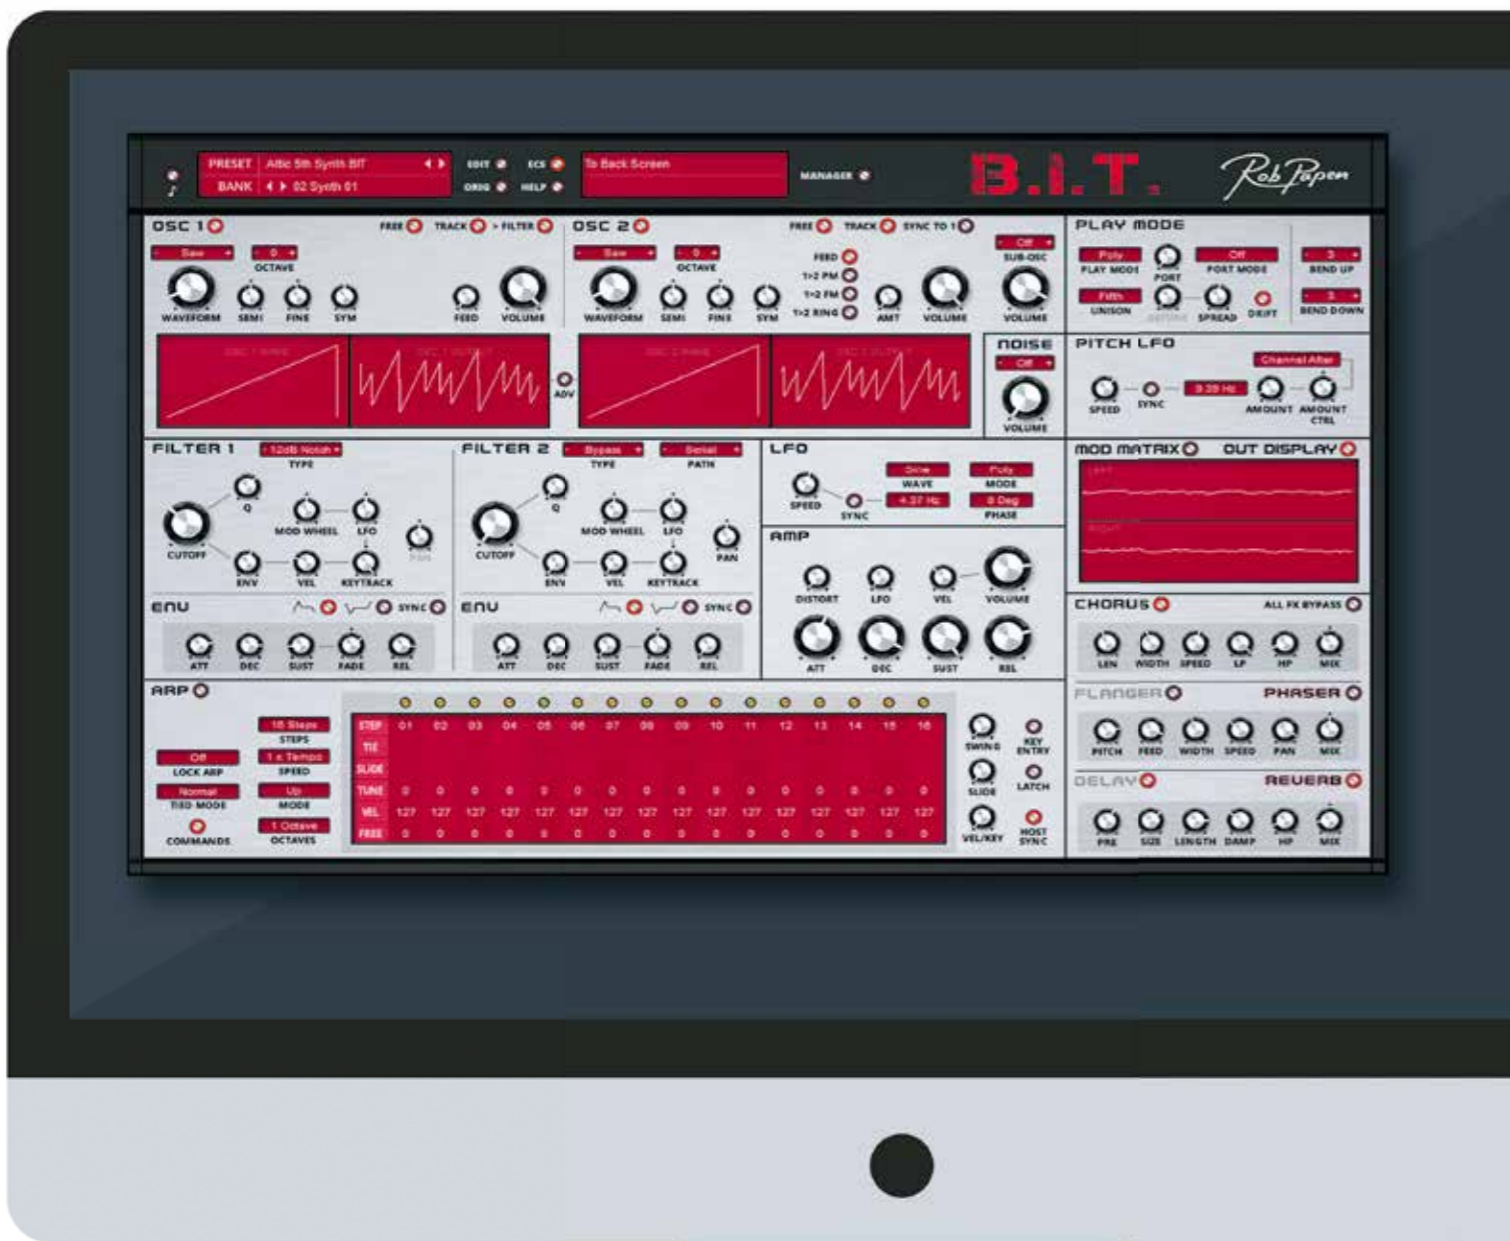 PRESET Attic 5th Synth BIT EDIT ECS To Back Screen
BANK 02 Synth 01 ORIG HELP MANAGER
B.I.T. Rob Papen
OSC 1 FREE TRACK > FILTER
- Saw + - 0 +
OCTAVE
WAVEFORM SEMI FINE SYM FEED VOLUME
OSC 1 OUTPUT
OSC 2 FREE TRACK SYNC TO 1
- Saw + - 0 +
OCTAVE
FEED
1>2 PM
1>2 FM
1>2 RING
WAVEFORM SEMI FINE SYM AMT VOLUME
ADV
- Off +
SUB-OSC
VOLUME
NOISE
- Off +
VOLUME
PLAY MODE
Poly Off - 3 +
PLAY MODE PORT PORT MODE BEND UP
Fifth - 3 +
UNISON SPREAD DRIFT BEND DOWN
PITCH LFO
Channel After
9.39 Hz
SPEED SYNC AMOUNT AMOUNT CTRL
FILTER 1 - 12dB Notch +
TYPE
Q
MOD WHEEL LFO
CUTOFF PAN
ENV VEL KEYTRACK
ENV SYNC
ATT DEC SUST FADE REL
FILTER 2 - Bypass + - Serial +
TYPE PATH
Q
MOD WHEEL LFO
CUTOFF PAN
ENV VEL KEYTRACK
ENV SYNC
ATT DEC SUST FADE REL
LFO
Sine Poly
WAVE MODE
SPEED SYNC 4.37 Hz 0 Deg
PHASE
AMP
DISTORT LFO VEL VOLUME
ATT DEC SUST REL
MOD MATRIX OUT DISPLAY
LEFT
RIGHT
CHORUS ALL FX BYPASS
LEN WIDTH SPEED LP HP MIX
FLANGER PHASER
PITCH FEED WIDTH SPEED PAN MIX
DELAY REVERB
PRE SIZE LENGTH DAMP HP MIX
ARP
16 Steps
STEPS
Off 1 x Tempo
LOCK ARP SPEED
Normal Up
TIED MODE MODE
1 Octave
COMMANDS OCTAVES
STEP 01 02 03 04 05 06 07 08 09 10 11 12 13 14 15 16
TIE
SLIDE
TUNE 0 0 0 0 0 0 0 0 0 0 0 0 0 0 0 0
VEL 127 127 127 127 127 127 127 127 127 127 127 127 127 127 127 127
FREE 0 0 0 0 0 0 0 0 0 0 0 0 0 0 0 0
SWING KEY ENTRY
SLIDE LATCH
VEL/KEY HOST SYNC